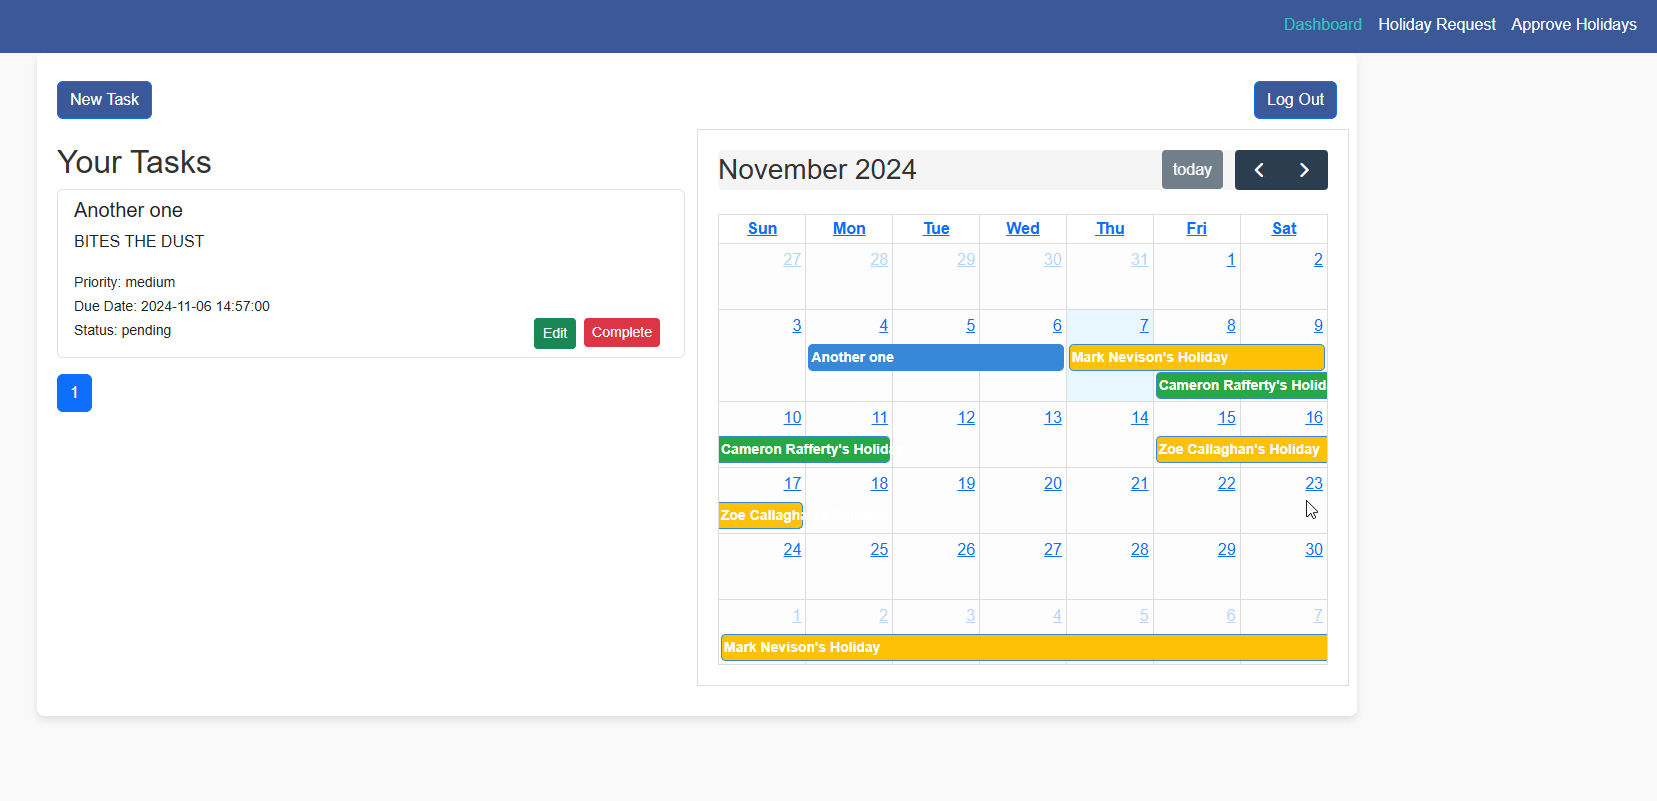 Dashboard Holiday Request Approve Holidays
New Task
Log Out
Your Tasks
Another one
BITES THE DUST
Priority: medium
Due Date: 2024-11-06 14:57:00
Status: pending
Edit Complete
1
November 2024
today
Sun Mon Tue Wed Thu Fri Sat
27 28 29 30 31 1 2
3 4 5 6 7 8 9
Another one Mark Nevison's Holiday
Cameron Rafferty's Holid
10 11 12 13 14 15 16
Cameron Rafferty's Holida Zoe Callaghan's Holiday
17 18 19 20 21 22 23
Zoe Callagha
24 25 26 27 28 29 30
1 2 3 4 5 6 7
Mark Nevison's Holiday